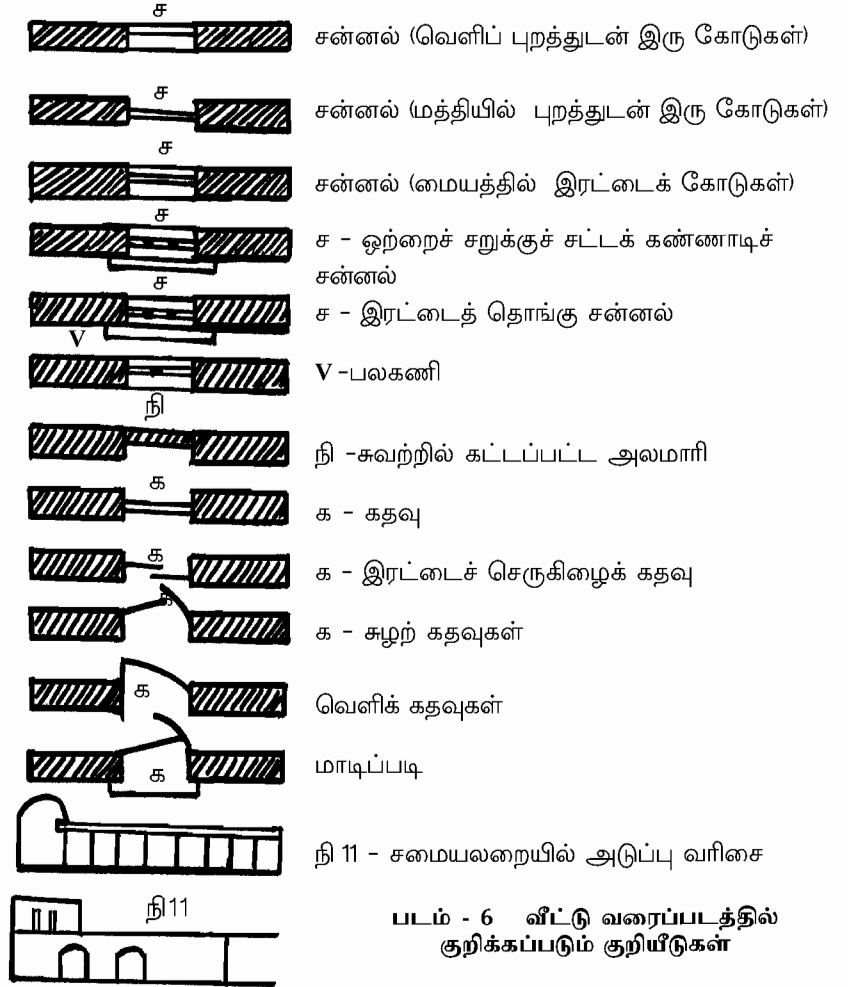 ச
சன்னல் (வெளிப் புறத்துடன் இரு கோடுகள்)
ச
சன்னல் (மத்தியில் புறத்துடன் இரு கோடுகள்)
ச
சன்னல் (மையத்தில் இரட்டைக் கோடுகள்)
ச
ச - ஒற்றைச் சறுக்குச் சட்டக் கண்ணாடிச்
சன்னல்
ச
ச - இரட்டைத் தொங்கு சன்னல்
V
V -பலகணி
நி
நி -சுவற்றில் கட்டப்பட்ட அலமாரி
க
க - கதவு
க
க - இரட்டைச் செருகிழைக் கதவு
க
க - சுழற் கதவுகள்
க
வெளிக் கதவுகள்
க
மாடிப்படி
நி 11 - சமையலறையில் அடுப்பு வரிசை
நி11
படம் - 6 வீட்டு வரைப்படத்தில்
குறிக்கப்படும் குறியீடுகள்